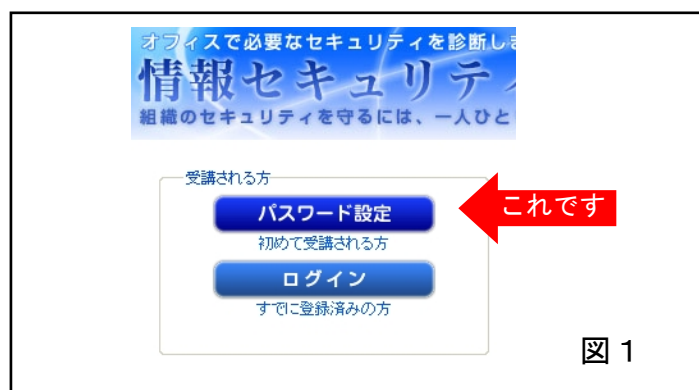 オフィスで必要なセキュリティを診断しま
情報セキュリティ
組織のセキュリティを守るには、一人ひと
受講される方
パスワード設定
これです
初めて受講される方
ログイン
すでに登録済みの方
図1